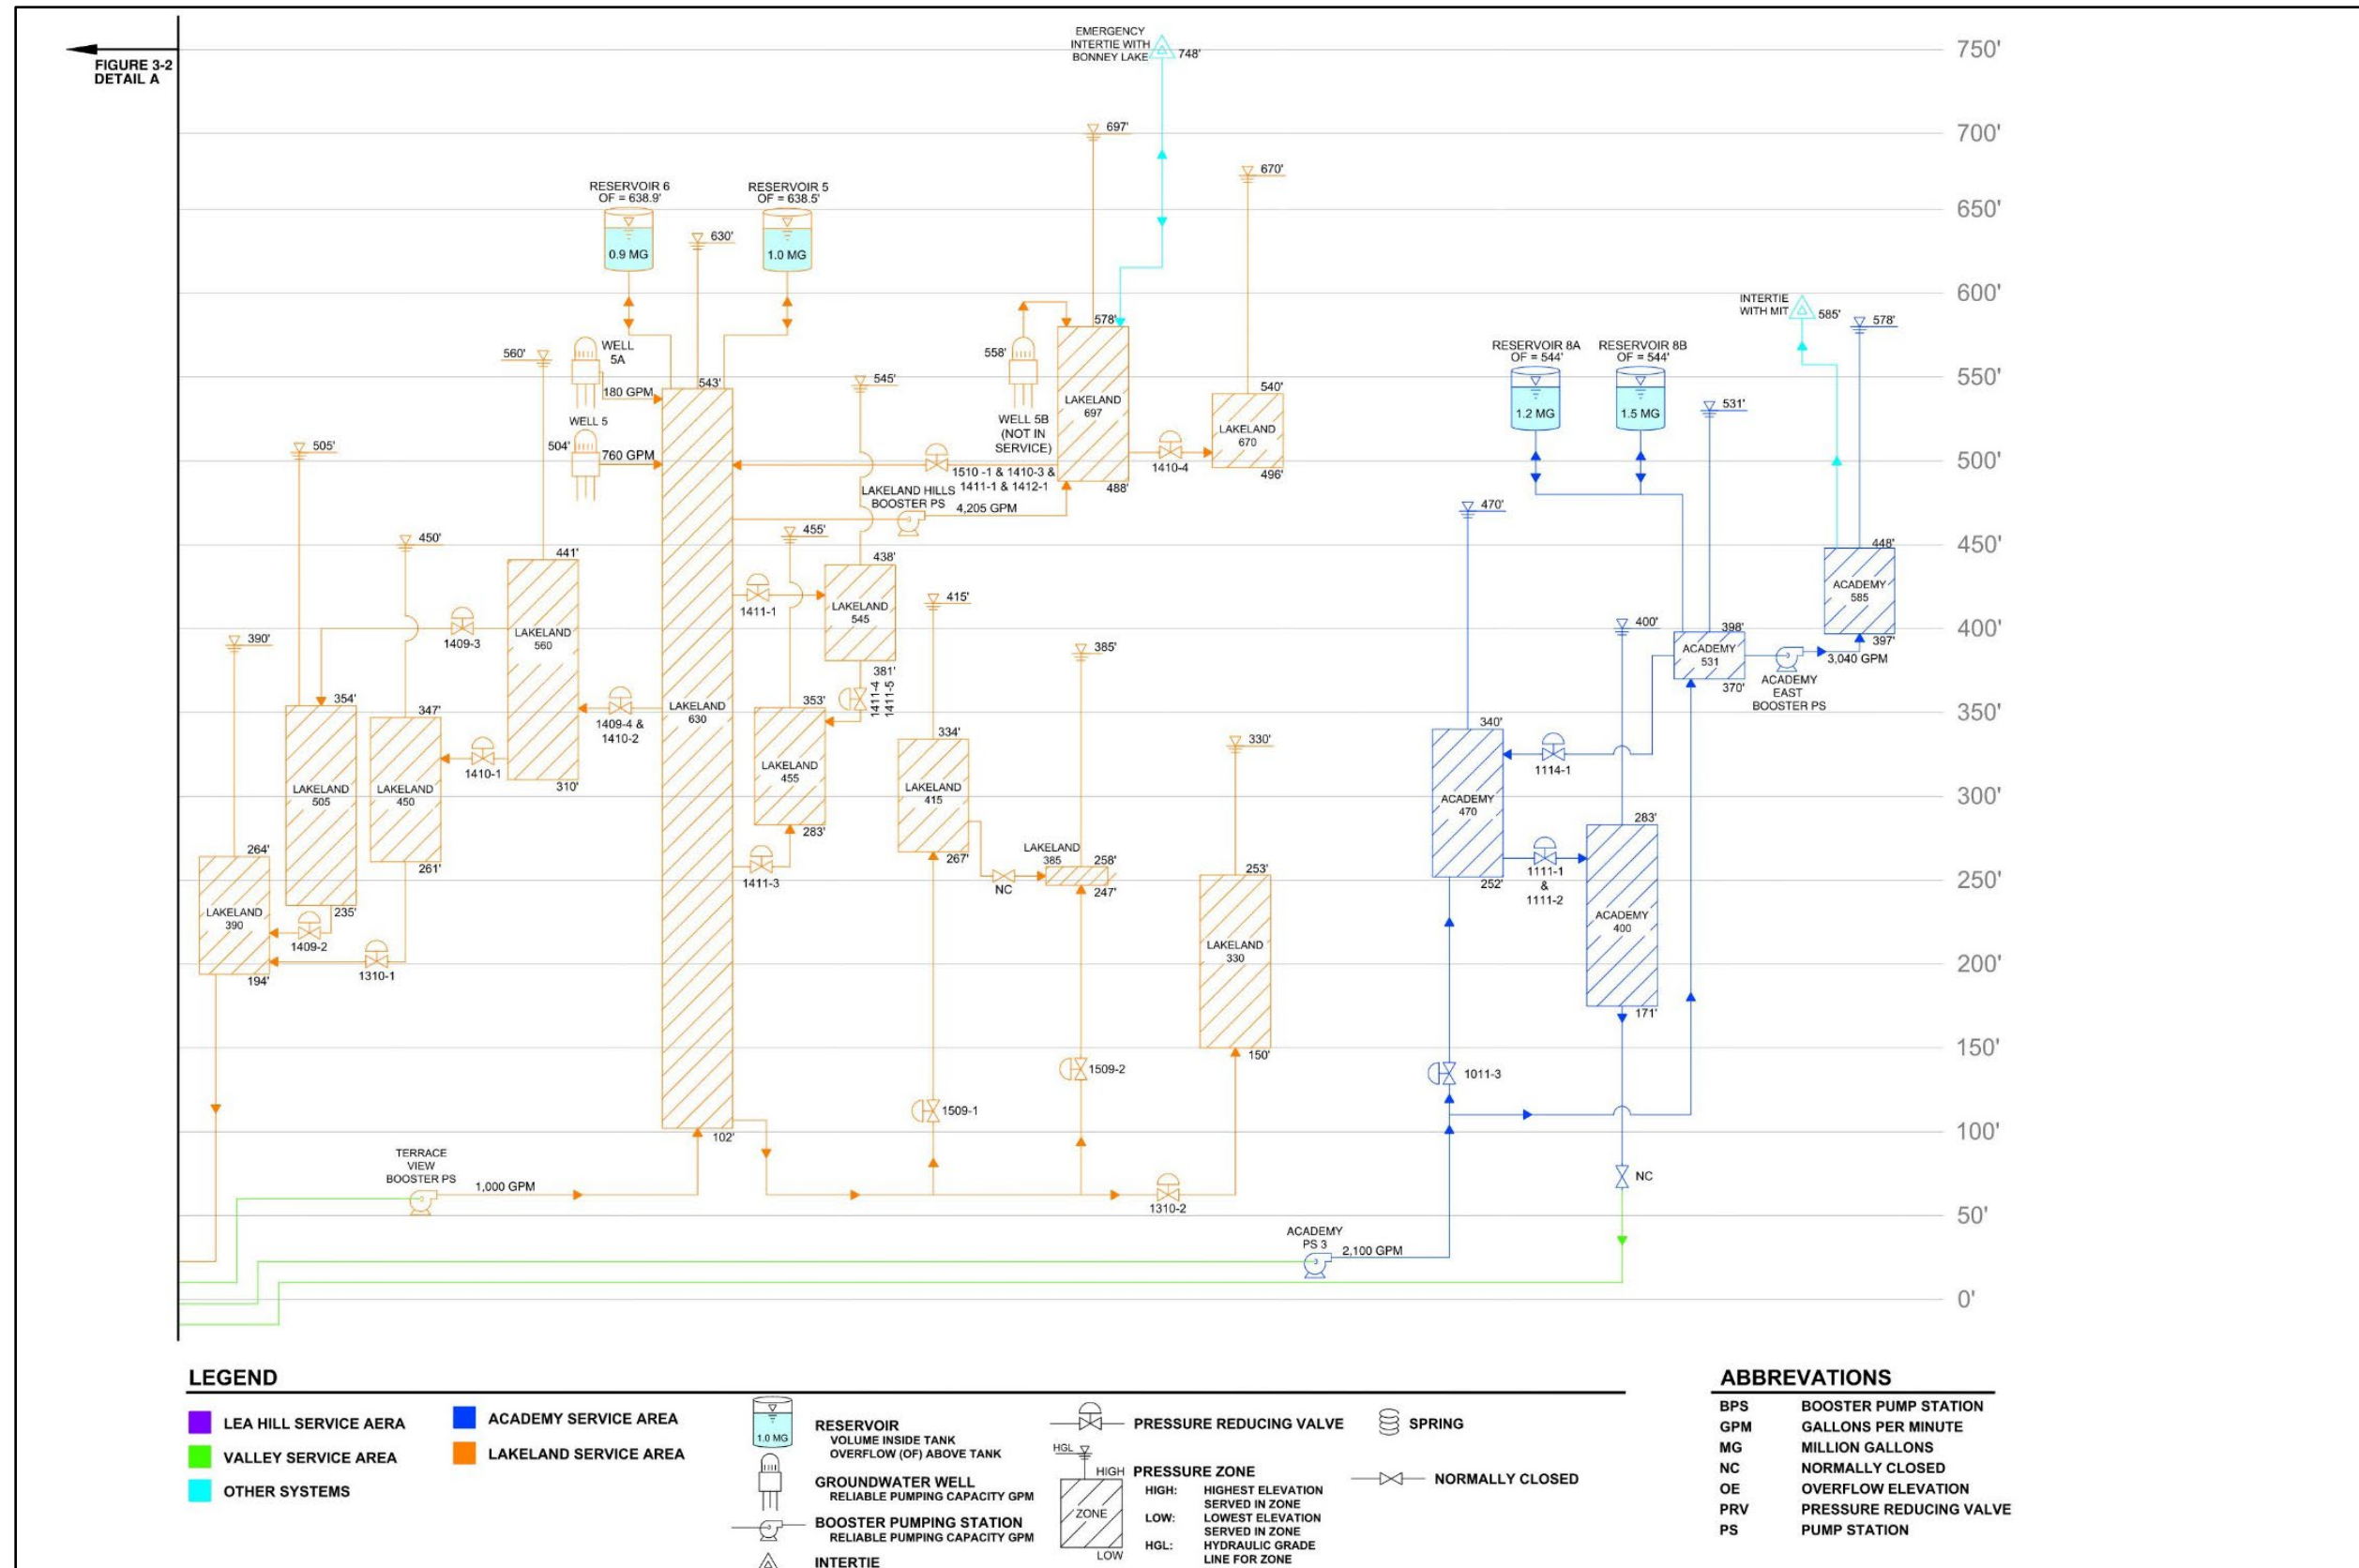 FIGURE 3-2
DETAIL A
EMERGENCY
INTERTIE WITH
BONNEY LAKE
748'
750'
700'
650'
600'
550'
500'
450'
400'
350'
300'
250'
200'
150'
100'
50'
0'
697'
670'
RESERVOIR 6
OF = 638.9'
0.9 MG
630'
RESERVOIR 5
OF = 638.5'
1.0 MG
560'
WELL
5A
180 GPM
543'
WELL 5
504'
760 GPM
545'
558'
WELL 5B
(NOT IN
SERVICE)
578'
LAKELAND
697
488'
540'
LAKELAND
670
496'
1410-4
1510 -1 & 1410-3 &
1411-1 & 1412-1
LAKELAND HILLS
BOOSTER PS
4,205 GPM
505'
450'
390'
441'
LAKELAND
560
310'
1409-3
1409-4 &
1410-2
1410-1
354'
LAKELAND
505
235'
347'
LAKELAND
450
261'
264'
LAKELAND
390
194'
1409-2
1310-1
LAKELAND
630
102'
455'
1411-1
438'
LAKELAND
545
381'
1411-4
1411-5
353'
LAKELAND
455
283'
1411-3
415'
334'
LAKELAND
415
267'
385'
LAKELAND
385
258'
247'
NC
330'
253'
LAKELAND
330
150'
1509-1
1509-2
1310-2
TERRACE
VIEW
BOOSTER PS
1,000 GPM
INTERTIE
WITH MIT
585'
578'
RESERVOIR 8A
OF = 544'
1.2 MG
RESERVOIR 8B
OF = 544'
1.5 MG
531'
470'
400'
448'
ACADEMY
585
397'
398'
ACADEMY
531
370'
3,040 GPM
ACADEMY
EAST
BOOSTER PS
340'
ACADEMY
470
252'
1114-1
1111-1
&
1111-2
283'
ACADEMY
400
171'
1011-3
NC
ACADEMY
PS 3
2,100 GPM
LEGEND
LEA HILL SERVICE AERA
VALLEY SERVICE AREA
OTHER SYSTEMS
ACADEMY SERVICE AREA
LAKELAND SERVICE AREA
1.0 MG
RESERVOIR
VOLUME INSIDE TANK
OVERFLOW (OF) ABOVE TANK
GROUNDWATER WELL
RELIABLE PUMPING CAPACITY GPM
BOOSTER PUMPING STATION
RELIABLE PUMPING CAPACITY GPM
INTERTIE
PRESSURE REDUCING VALVE
HGL
HIGH
ZONE
LOW
PRESSURE ZONE
HIGH: HIGHEST ELEVATION
SERVED IN ZONE
LOW: LOWEST ELEVATION
SERVED IN ZONE
HGL: HYDRAULIC GRADE
LINE FOR ZONE
SPRING
NORMALLY CLOSED
ABBREVATIONS
BPS BOOSTER PUMP STATION
GPM GALLONS PER MINUTE
MG MILLION GALLONS
NC NORMALLY CLOSED
OE OVERFLOW ELEVATION
PRV PRESSURE REDUCING VALVE
PS PUMP STATION